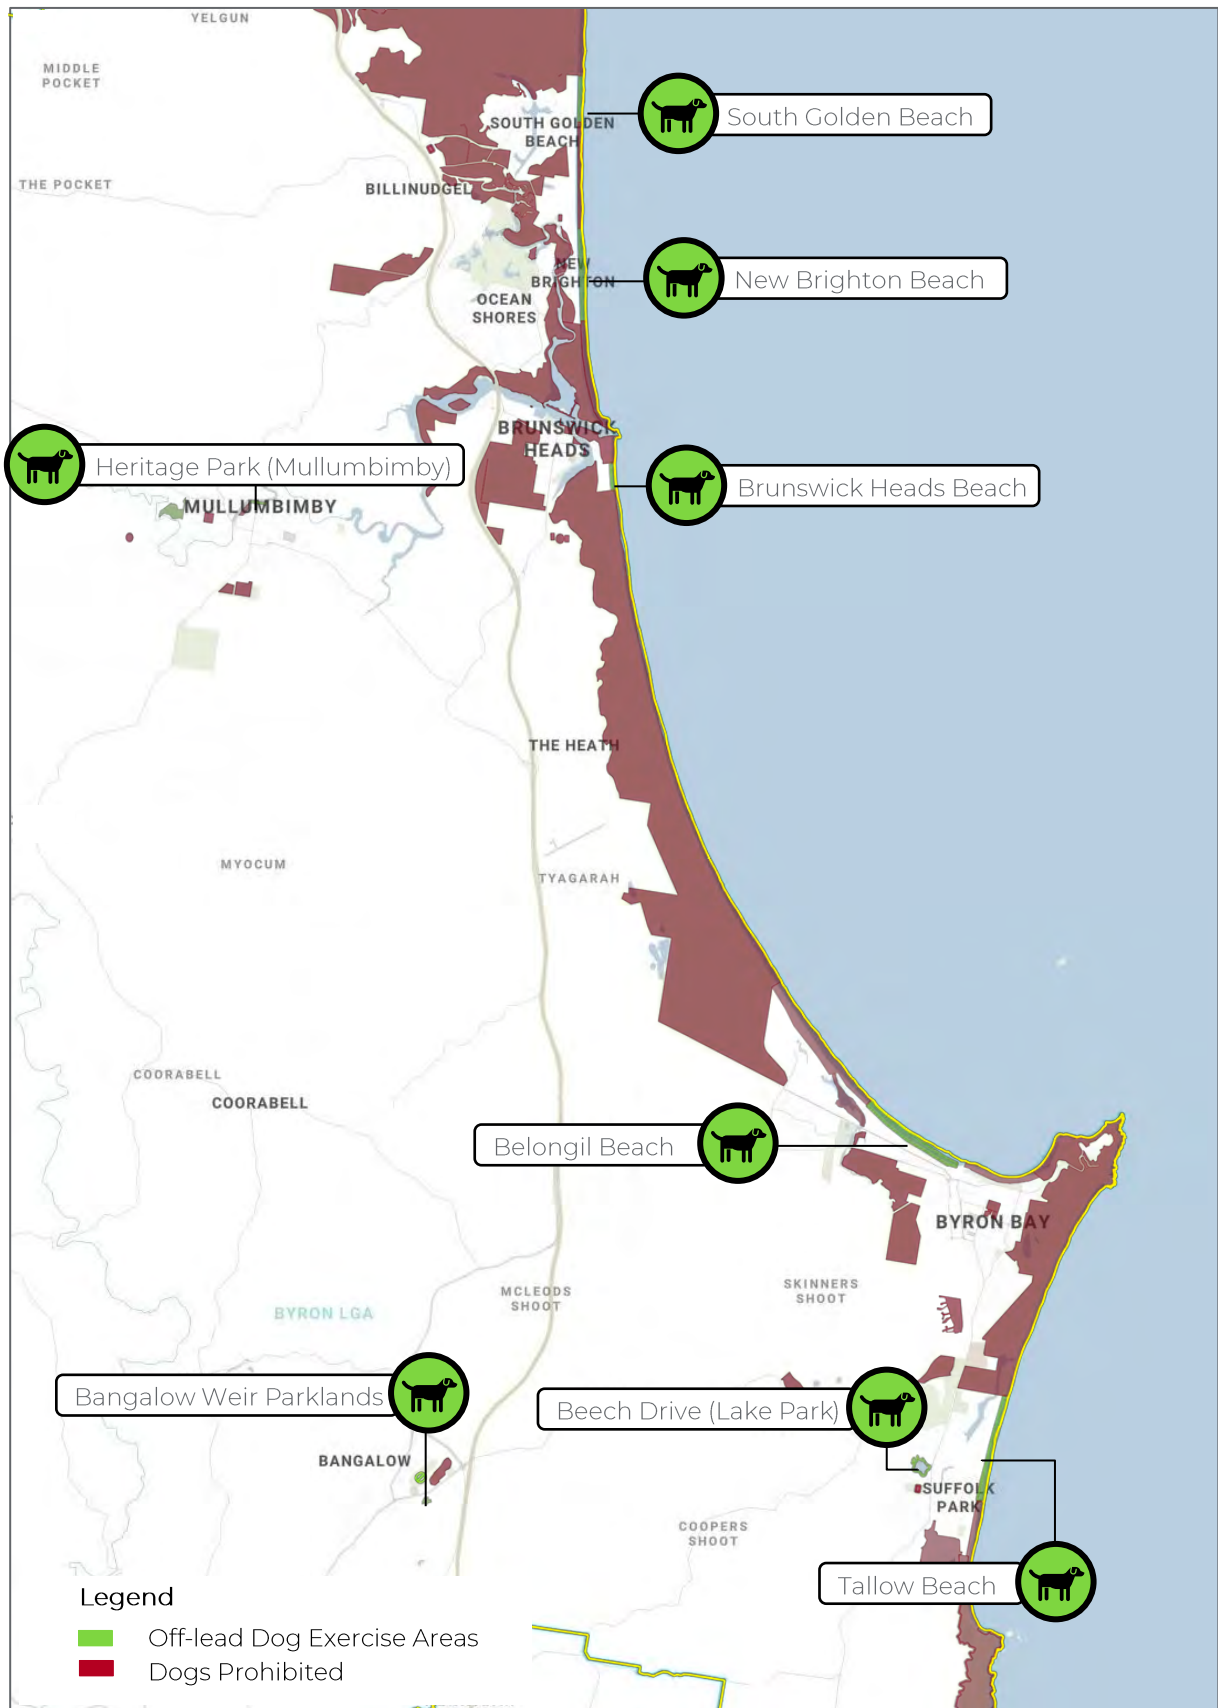 YELGUN
MIDDLE
POCKET
South Golden Beach
SOUTH GOLDEN
BEACH
THE POCKET
BILLINUDGEL
NEW
BRIGHTON
New Brighton Beach
OCEAN
SHORES
BRUNSWICK
HEADS
Heritage Park (Mullumbimby)
Brunswick Heads Beach
MULLUMBIMBY
THE HEATH
MYOCUM
TYAGARAH
COORABELL
COORABELL
Belongil Beach
BYRON BAY
MCLEODS
SHOOT
SKINNERS
SHOOT
BYRON LGA
Bangalow Weir Parklands
Beech Drive (Lake Park)
BANGALOW
SUFFOLK
PARK
COOPERS
SHOOT
Tallow Beach
Legend
Off-lead Dog Exercise Areas
Dogs Prohibited